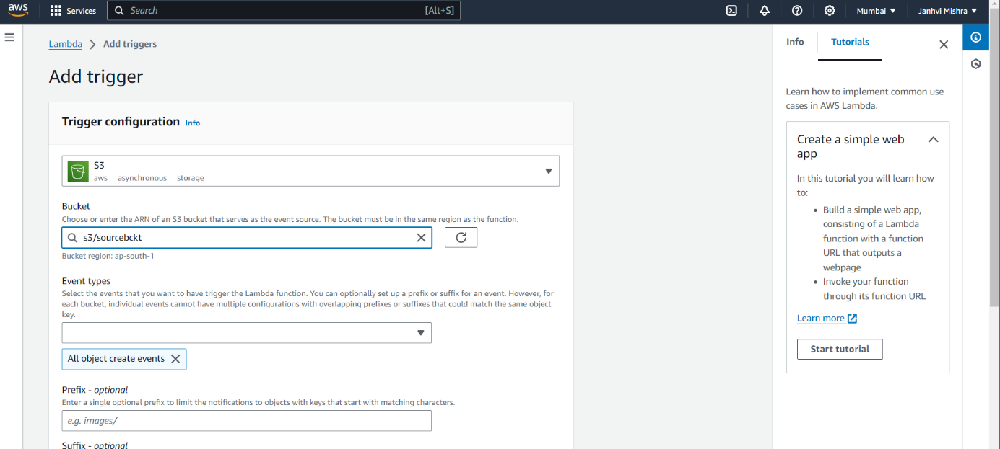 aws Services Search [Alt+S] Mumbai Janhvi Mishra
Lambda Add triggers
Add trigger
Trigger configuration Info
S3
aws asynchronous storage
Bucket
Choose or enter the ARN of an S3 bucket that serves as the event source. The bucket must be in the same region as the function.
s3/sourcebckt
Bucket region: ap-south-1
Event types
Select the events that you want to have trigger the Lambda function. You can optionally set up a prefix or suffix for an event. However, for
each bucket, individual events cannot have multiple configurations with overlapping prefixes or suffixes that could match the same object
key.
All object create events
Prefix - optional
Enter a single optional prefix to limit the notifications to objects with keys that start with matching characters.
e.g. images/
Suffix - optional
Info Tutorials
Learn how to implement common use
cases in AWS Lambda.
Create a simple web
app
In this tutorial you will learn how
to:
• Build a simple web app,
consisting of a Lambda
function with a function
URL that outputs a
webpage
• Invoke your function
through its function URL
Learn more
Start tutorial